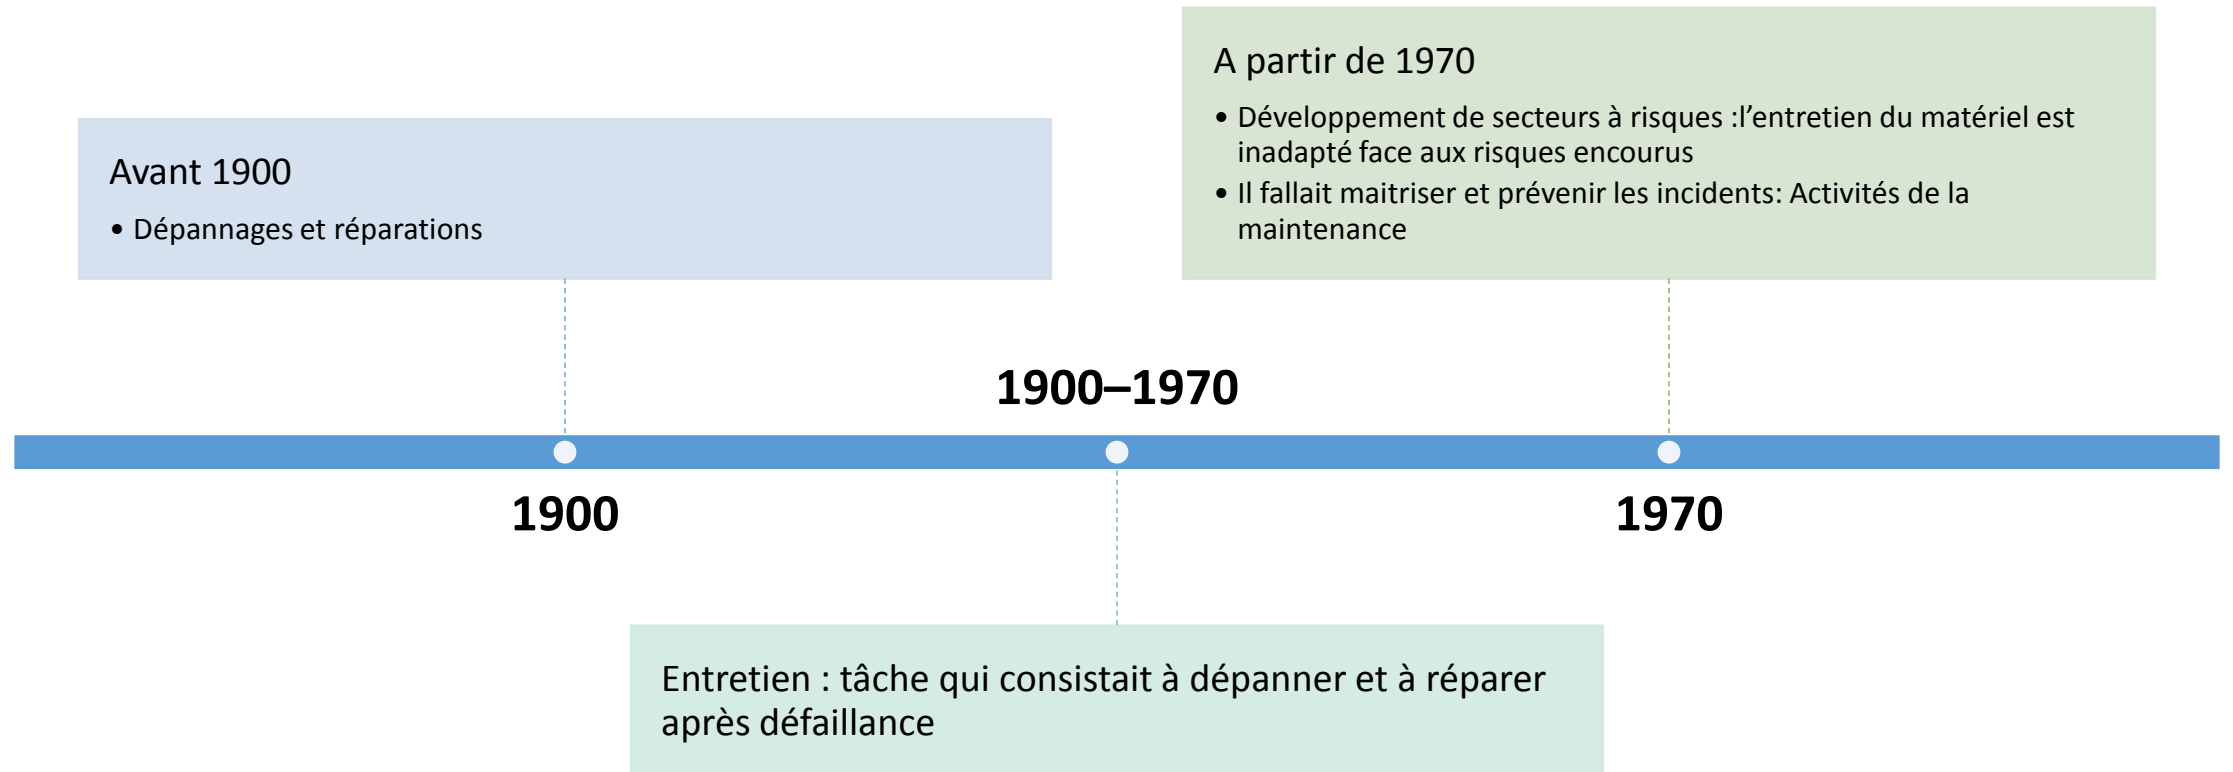 Avant 1900
• Dépannages et réparations
A partir de 1970
• Développement de secteurs à risques :l’entretien du matériel est
inadapté face aux risques encourus
• Il fallait maitriser et prévenir les incidents: Activités de la
maintenance
1900–1970
1900
1970
Entretien : tâche qui consistait à dépanner et à réparer
après défaillance